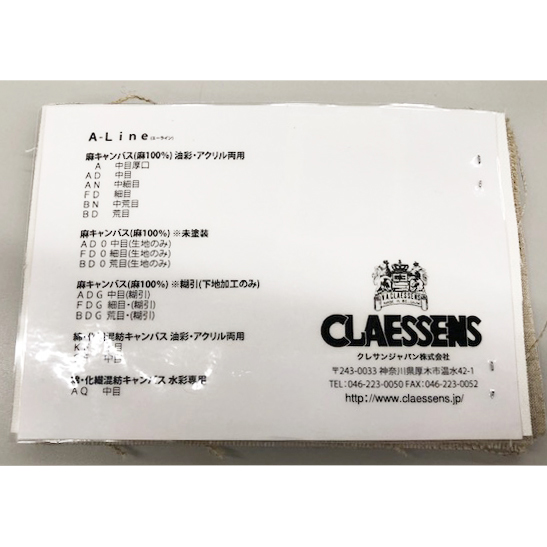 A-Line (エーライン)
麻キャンバス(麻100%) 油彩・アクリル両用
A 中目厚口
AD 中目
AN 中細目
FD 細目
BN 中荒目
BD 荒目
麻キャンバス(麻100%) ※未塗装
AD0 中目(生地のみ)
FD0 細目(生地のみ)
BD0 荒目(生地のみ)
麻キャンバス(麻100%) ※糊引(下地加工のみ)
ADG 中目(糊引)
FDG 細目・(糊引)
BDG 荒目・(糊引)
綿・化繊混紡キャンバス 油彩・アクリル両用
目
目
綿・化繊混紡キャンバス 水彩専用
AQ 中目
V.A.CLAESSENS
CLAESSENS
クレサンジャパン株式会社
〒243-0033 神奈川県厚木市温水42-1
TEL:046-223-0050 FAX:046-223-0052
http://www.claessens.jp/